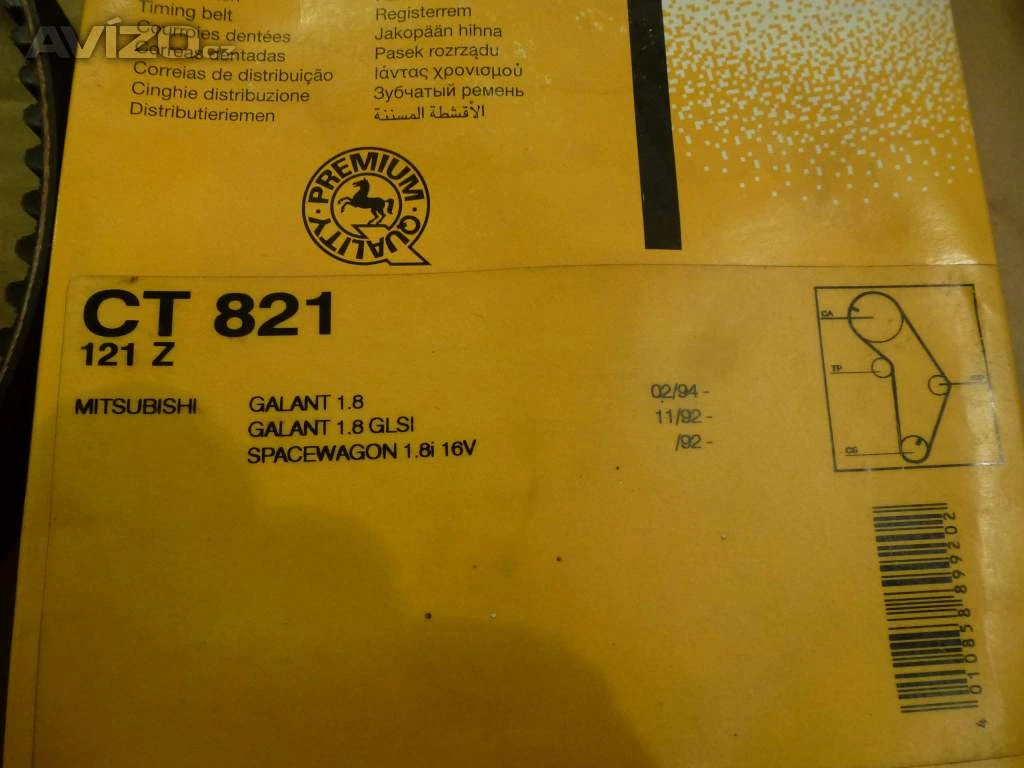 Timing belt
Courroies dentées
Correas dentadas
Correias de distribuição
Cinghie distribuzione
Distributieriemen
Registerrem
Jakopään hihna
Pasek rozrządu
Ιάντας χρονισμού
Зубчатый ремень
الأقشطة المسننة
AVÍZO.cz
PREMIUM QUALITY
CT 821
121 Z
MITSUBISHI GALANT 1.8 02/94 -
GALANT 1.8 GLSI 11/92 -
SPACEWAGON 1.8i 16V /92 -
CA
TP
CS
4 010858 899202